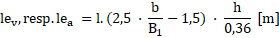 le_v, resp. le_a = l. (2,5 · b/B_1 − 1,5) · h/0,36 [m]